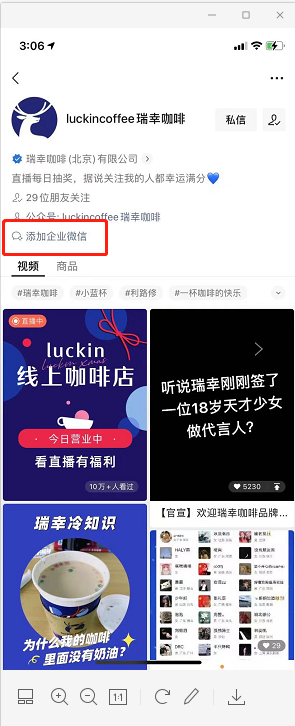 3:06
luckincoffee瑞幸咖啡
私信
瑞幸咖啡(北京)有限公司
直播每日抽奖，据说关注我的人都幸运满分
29位朋友关注
公众号: luckincoffee瑞幸咖啡
添加企业微信
视频 商品
#瑞幸咖啡 #小蓝杯 #利路修 #一杯咖啡的快乐
直播中
luckin
luckin xmas
线上咖啡店
今日营业中
看直播有福利
10万+人看过
听说瑞幸刚刚签了
一位18岁天才少女
做代言人?
5230
【官宣】欢迎瑞幸咖啡品牌...
瑞幸冷知识
为什么我的咖啡
里面没有奶油?
HALY
DRC
29
1:1